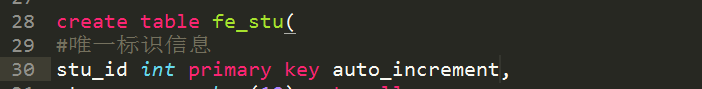 28 create table fe_stu(
29 #唯一标识信息
30 stu_id int primary key auto_increment,